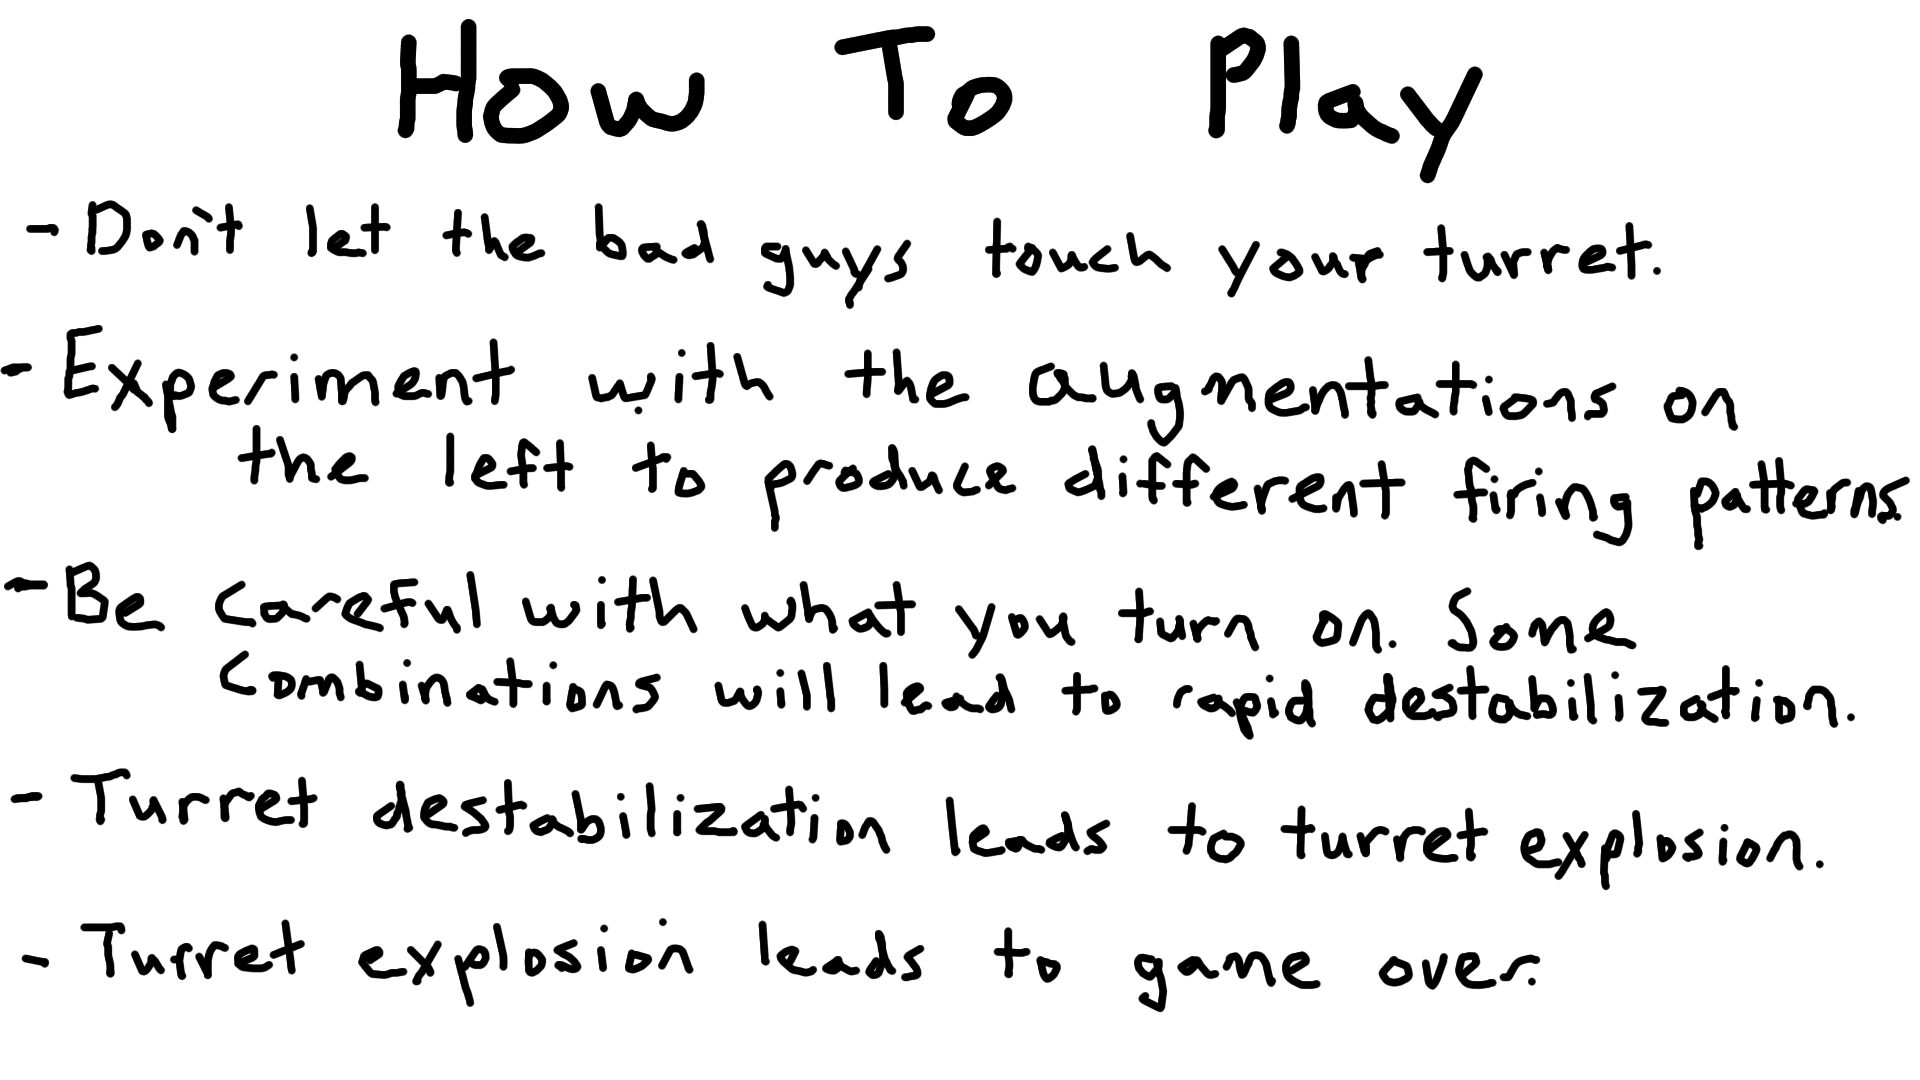 How To Play
- Don't let the bad guys touch your turret.
- Experiment with the augmentations on
the left to produce different firing patterns.
- Be careful with what you turn on. Some
combinations will lead to rapid destabilization.
- Turret destabilization leads to turret explosion.
- Turret explosion leads to game over.